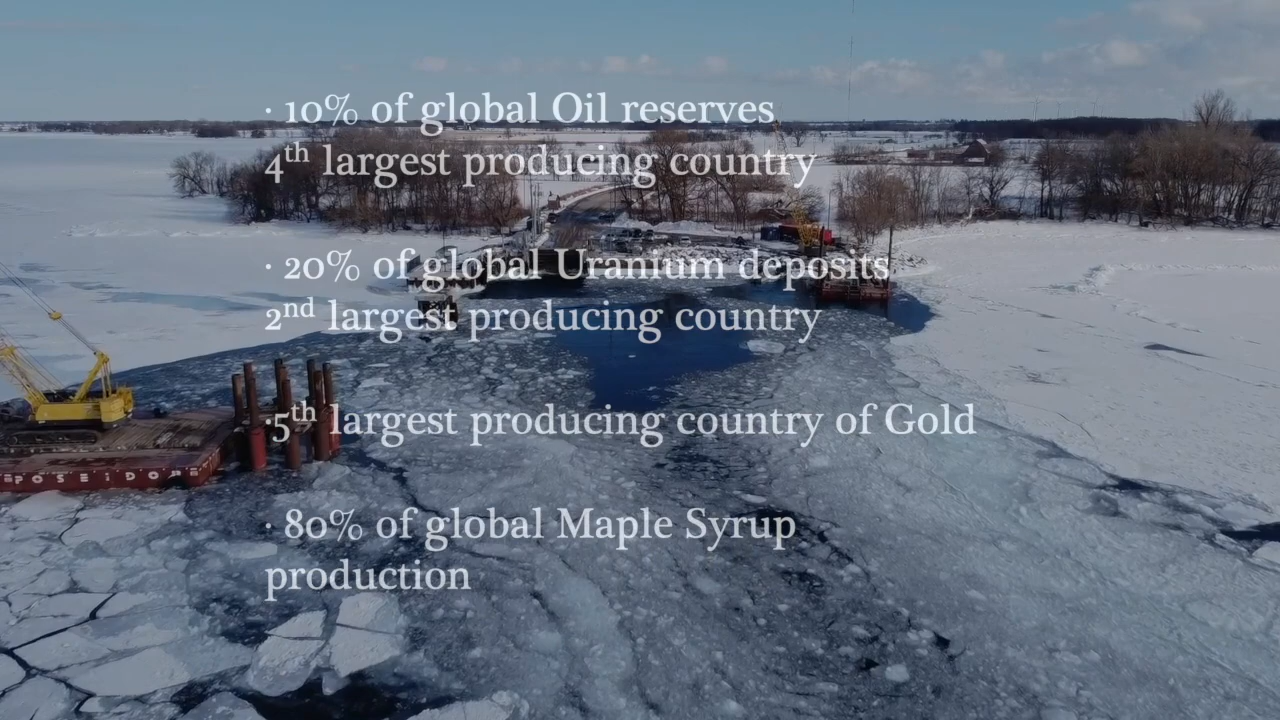 · 10% of global Oil reserves
4th largest producing country
· 20% of global Uranium deposits
2nd largest producing country
·5th largest producing country of Gold
· 80% of global Maple Syrup
production
POSEIDON